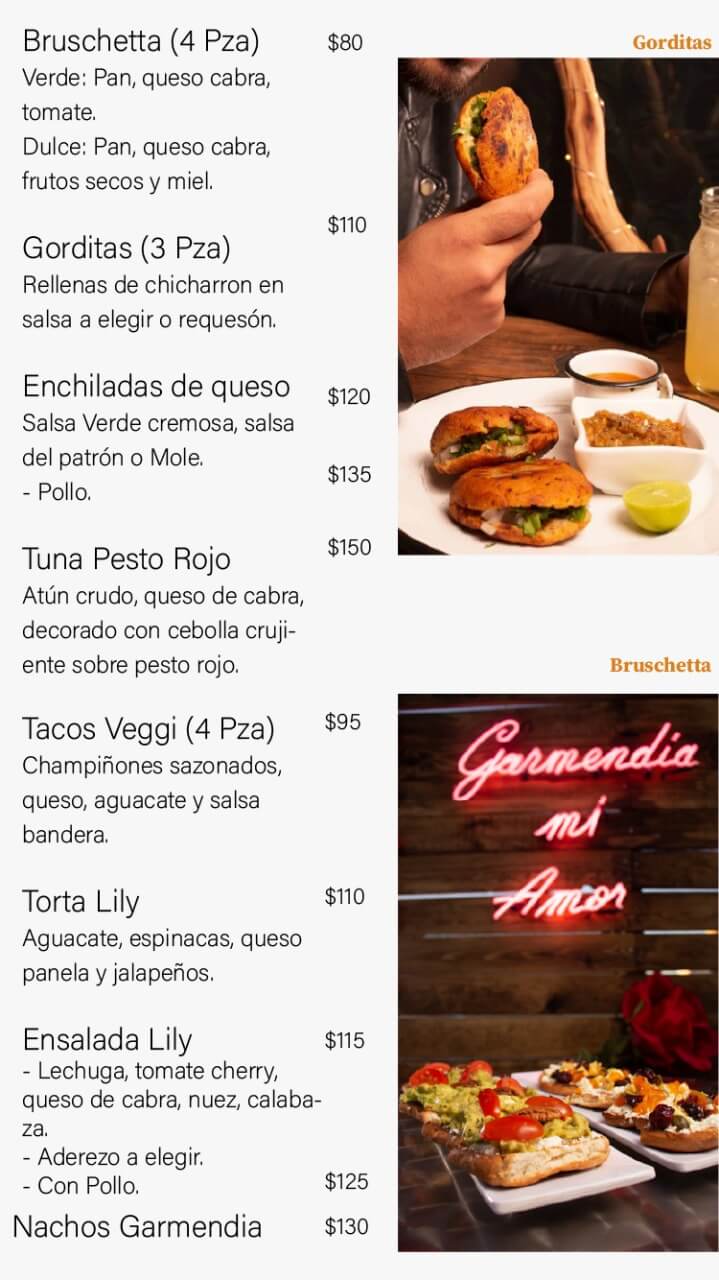 Bruschetta (4 Pza) $80
Verde: Pan, queso cabra,
tomate.
Dulce: Pan, queso cabra,
frutos secos y miel.
$110
Gorditas (3 Pza)
Rellenas de chicharron en
salsa a elegir o requesón.
Enchiladas de queso $120
Salsa Verde cremosa, salsa
del patrón o Mole.
- Pollo. $135
Tuna Pesto Rojo $150
Atún crudo, queso de cabra,
decorado con cebolla cruji-
ente sobre pesto rojo.
Tacos Veggi (4 Pza) $95
Champiñones sazonados,
queso, aguacate y salsa
bandera.
Torta Lily $110
Aguacate, espinacas, queso
panela y jalapeños.
Ensalada Lily $115
- Lechuga, tomate cherry,
queso de cabra, nuez, calaba-
za.
- Aderezo a elegir.
- Con Pollo. $125
Nachos Garmendia $130
Gorditas
Bruschetta
Garmendia
mi
Amor